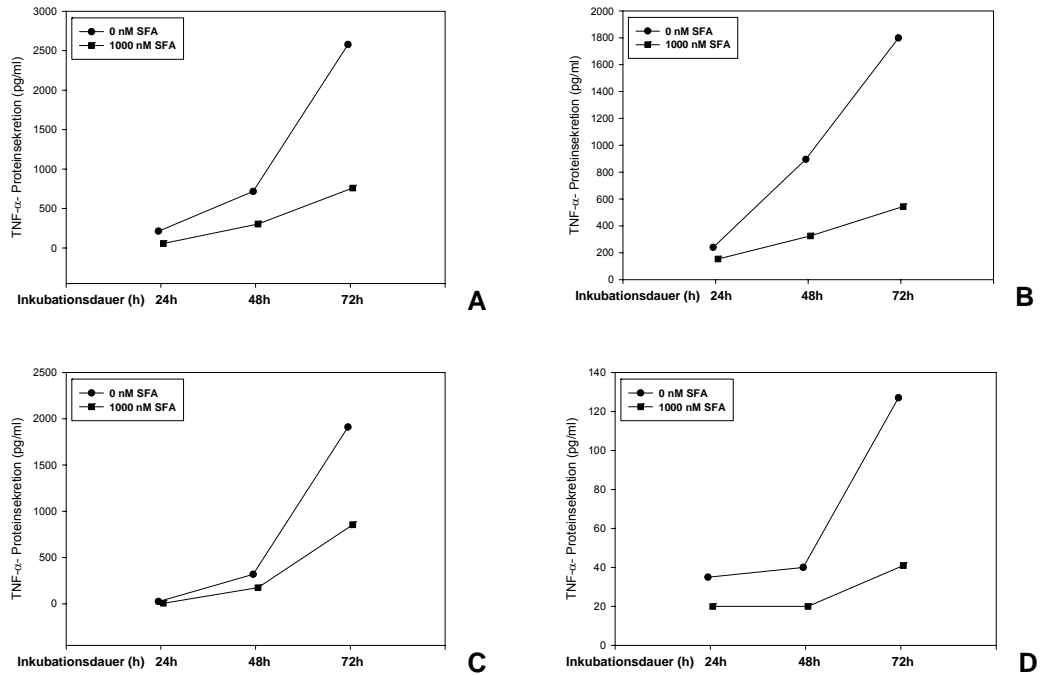 0 nM SFA
1000 nM SFA
TNF-α- Proteinsekretion (pg/ml)
3000
2500
2000
1500
1000
500
0
Inkubationsdauer (h) 24h 48h 72h
A
0 nM SFA
1000 nM SFA
TNF-α- Proteinsekretion (pg/ml)
2000
1800
1600
1400
1200
1000
800
600
400
200
0
Inkubationsdauer (h) 24h 48h 72h
B
0 nM SFA
1000 nM SFA
TNF-α- Proteinsekretion (pg/ml)
2500
2000
1500
1000
500
0
Inkubationsdauer (h) 24h 48h 72h
C
0 nM SFA
1000 nM SFA
TNF-α- Proteinsekretion (pg/ml)
140
120
100
80
60
40
20
0
Inkubationsdauer (h) 24h 48h 72h
D